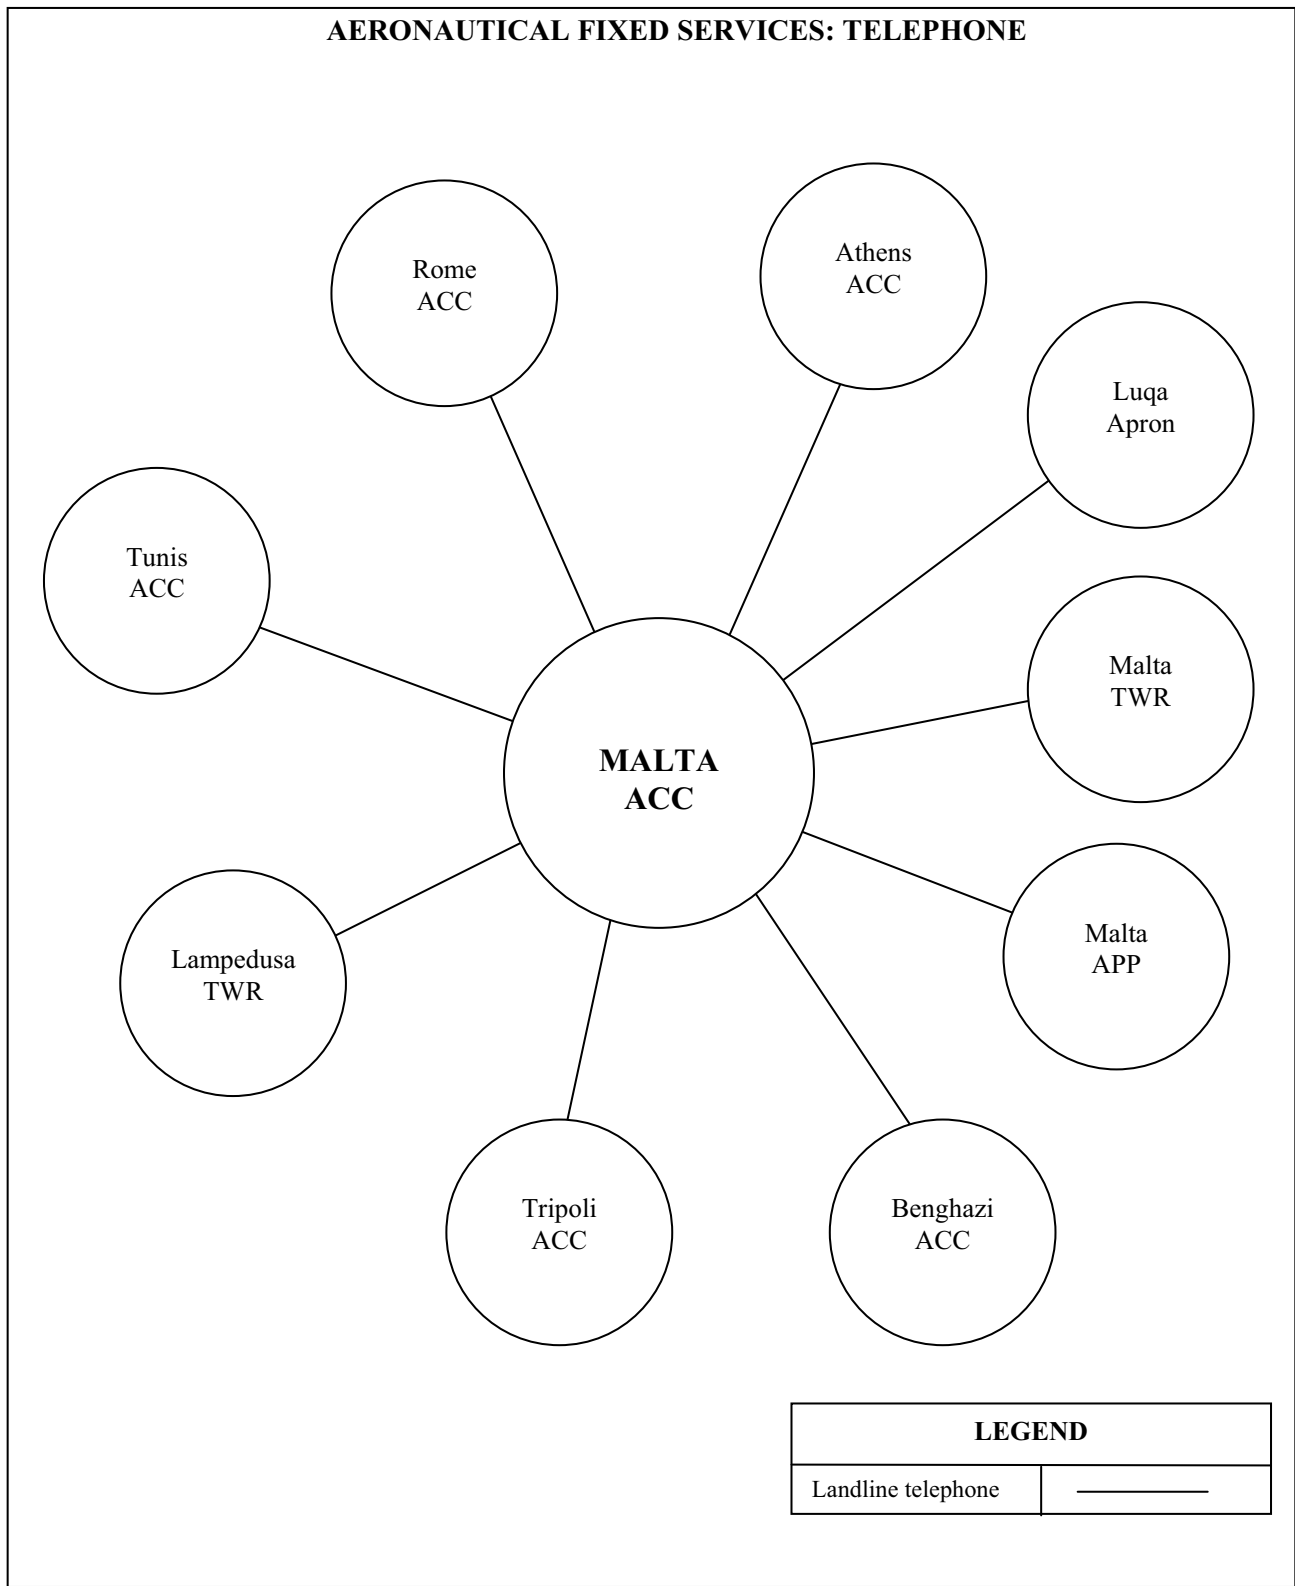 AERONAUTICAL FIXED SERVICES: TELEPHONE
Rome
ACC
Athens
ACC
Luqa
Apron
Tunis
ACC
Malta
TWR
MALTA
ACC
Malta
APP
Lampedusa
TWR
Tripoli
ACC
Benghazi
ACC
LEGEND
Landline telephone